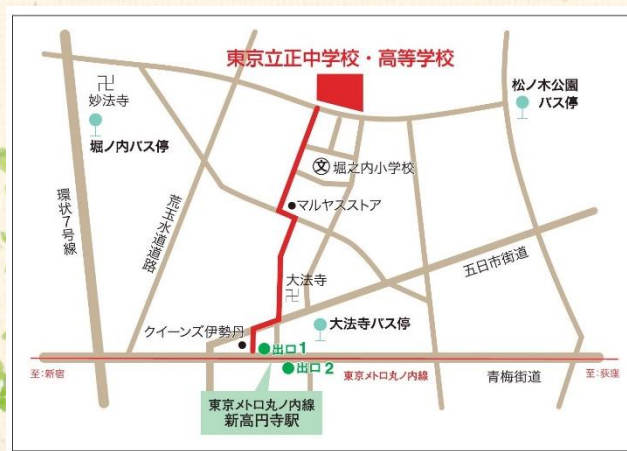 東京立正中学校・高等学校
松ノ木公園
バス停
卍
妙法寺
堀ノ内バス停
文 堀之内小学校
環状7号線
荒玉水道道路
マルヤスストア
五日市街道
大法寺
卍
大法寺バス停
クイーンズ伊勢丹
出口1
出口2
至:新宿
東京メトロ丸ノ内線
青梅街道
至:荻窪
東京メトロ丸ノ内線
新高円寺駅